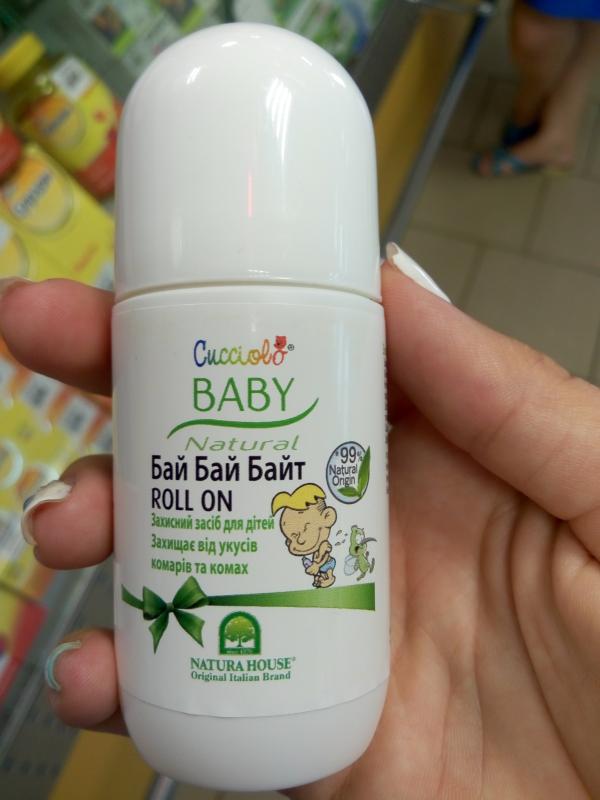 Cucciolo®
BABY
Natural
Бай Бай Байт
ROLL ON
*99%
Natural
Origin
Захисний засіб для дітей
Захищає від укусів
комарів та комах
NATURA HOUSE®
Original Italian Brand